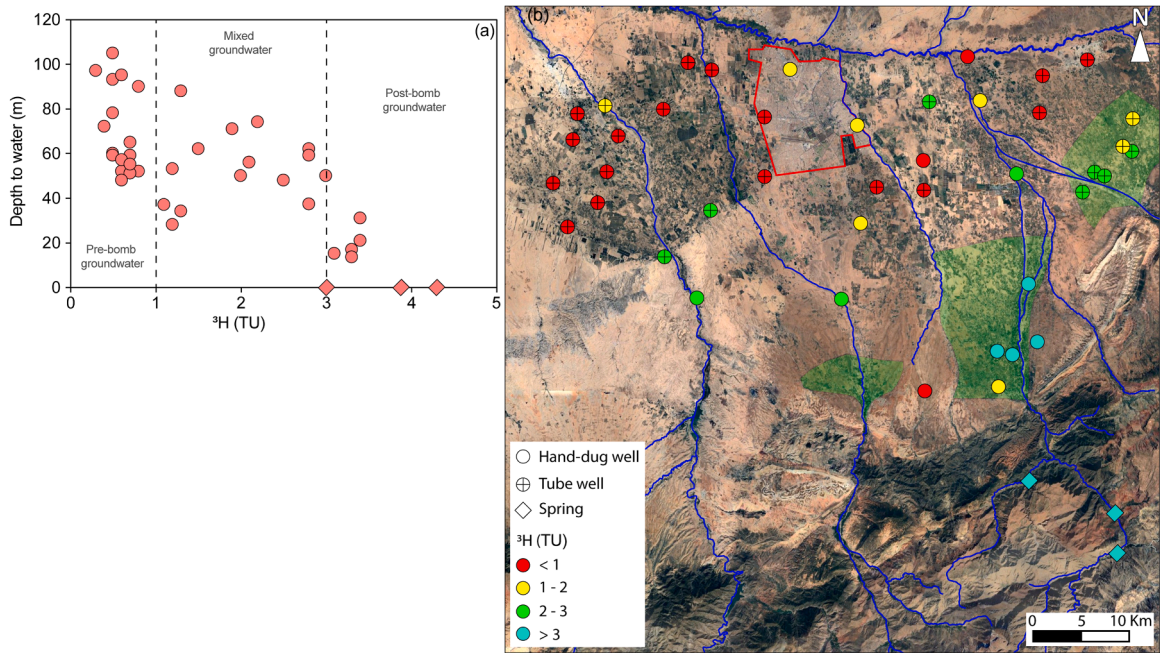 (a)
Mixed
groundwater
Post-bomb
groundwater
Pre-bomb
groundwater
120
100
80
60
40
20
0
Depth to water (m)
0 1 2 3 4 5
³H (TU)
(b)
N
Hand-dug well
Tube well
Spring
³H (TU)
< 1
1 - 2
2 - 3
> 3
0 5 10 Km